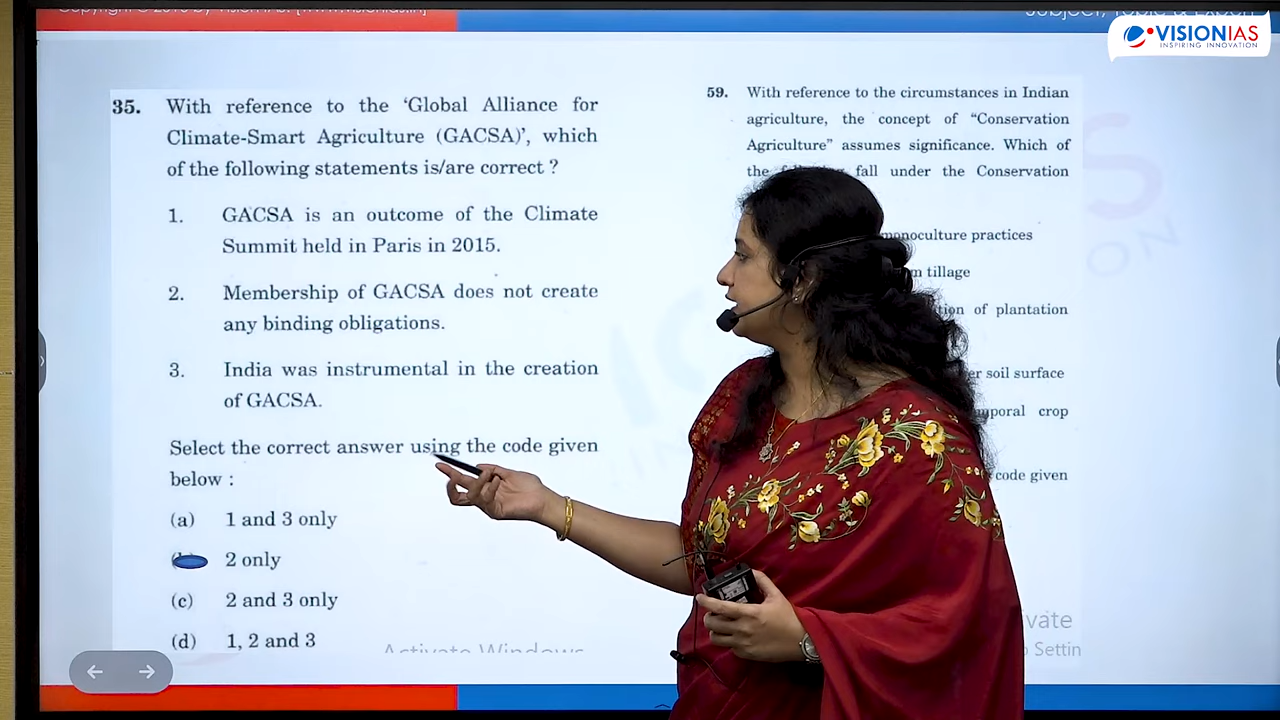 VISIONIAS
INSPIRING INNOVATION
35. With reference to the 'Global Alliance for
Climate-Smart Agriculture (GACSA)', which
of the following statements is/are correct ?
1. GACSA is an outcome of the Climate
Summit held in Paris in 2015.
2. Membership of GACSA does not create
any binding obligations.
3. India was instrumental in the creation
of GACSA.
Select the correct answer using the code given
below :
(a) 1 and 3 only
2 only
(c) 2 and 3 only
(d) 1, 2 and 3
Activate Windows
59. With reference to the circumstances in Indian
agriculture, the concept of "Conservation
Agriculture" assumes significance. Which of
the fall under the Conservation
monoculture practices
tillage
of plantation
soil surface
crop
code given